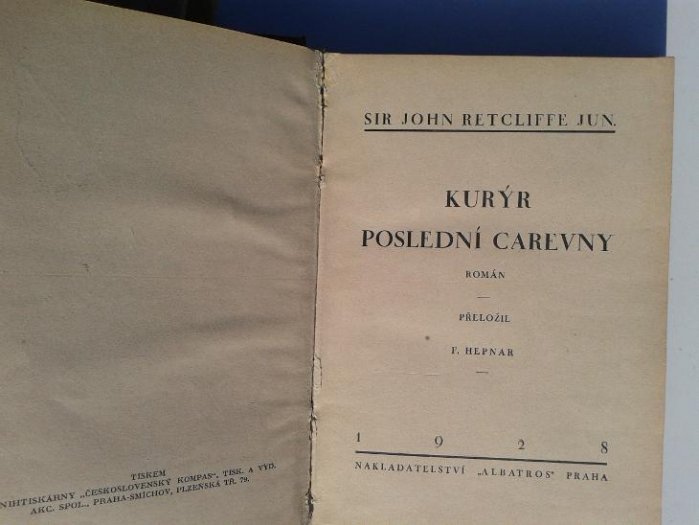 TISKEM
NIHTISKÁRNY „ČESKOSLOVENSKÝ KOMPAS“, TISK. A VYD.
AKC. SPOL., PRAHA-SMÍCHOV, PLZEŇSKÁ TŘ. 79.
SIR JOHN RETCLIFFE JUN.
KURÝR
POSLEDNÍ CAREVNY
ROMÁN
PŘELOŽIL
F. HEPNAR
1 9 2 8
NAKLADATELSTVÍ „ALBATROS“ PRAHA